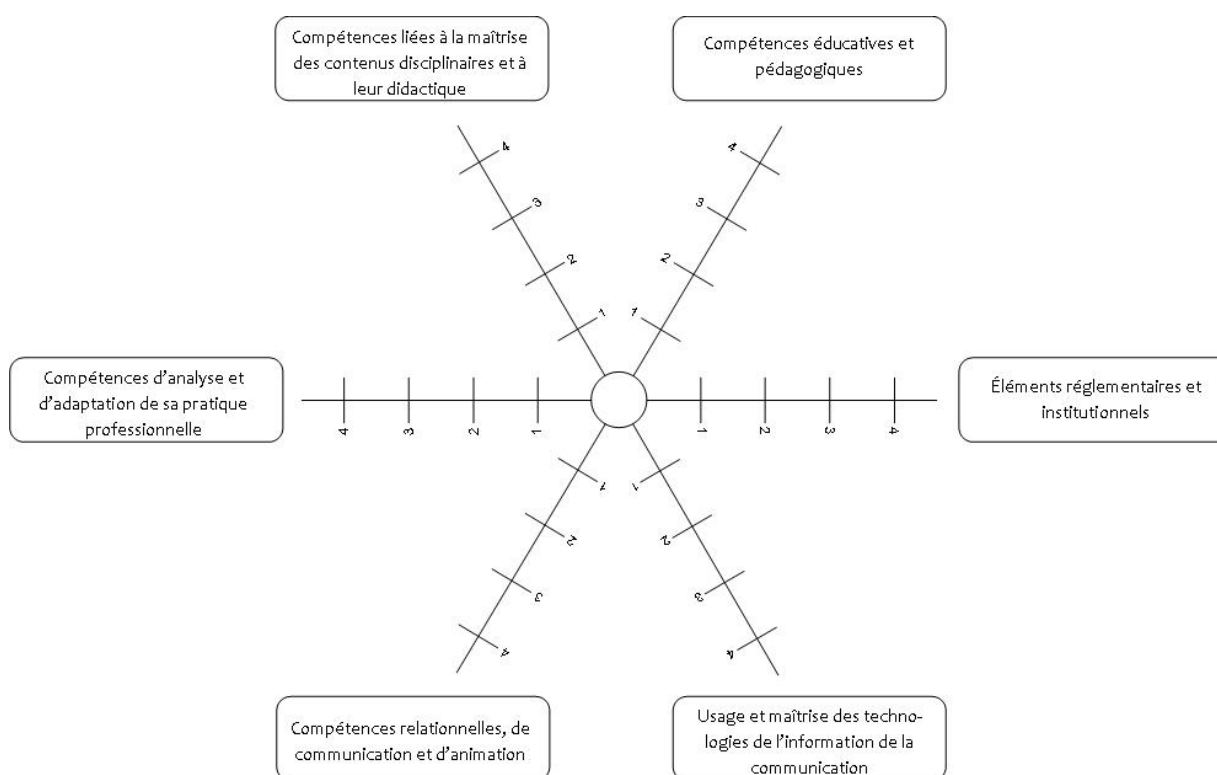 Compétences liées à la maîtrise
des contenus disciplinaires et à
leur didactique
Compétences éducatives et
pédagogiques
4
3
2
1
4
3
2
1
Compétences d'analyse et
d'adaptation de sa pratique
professionnelle
4 3 2 1
1 2 3 4
Éléments réglementaires et
institutionnels
1
2
3
4
1
2
3
4
Compétences relationnelles, de
communication et d'animation
Usage et maîtrise des techno-
logies de l'information de la
communication